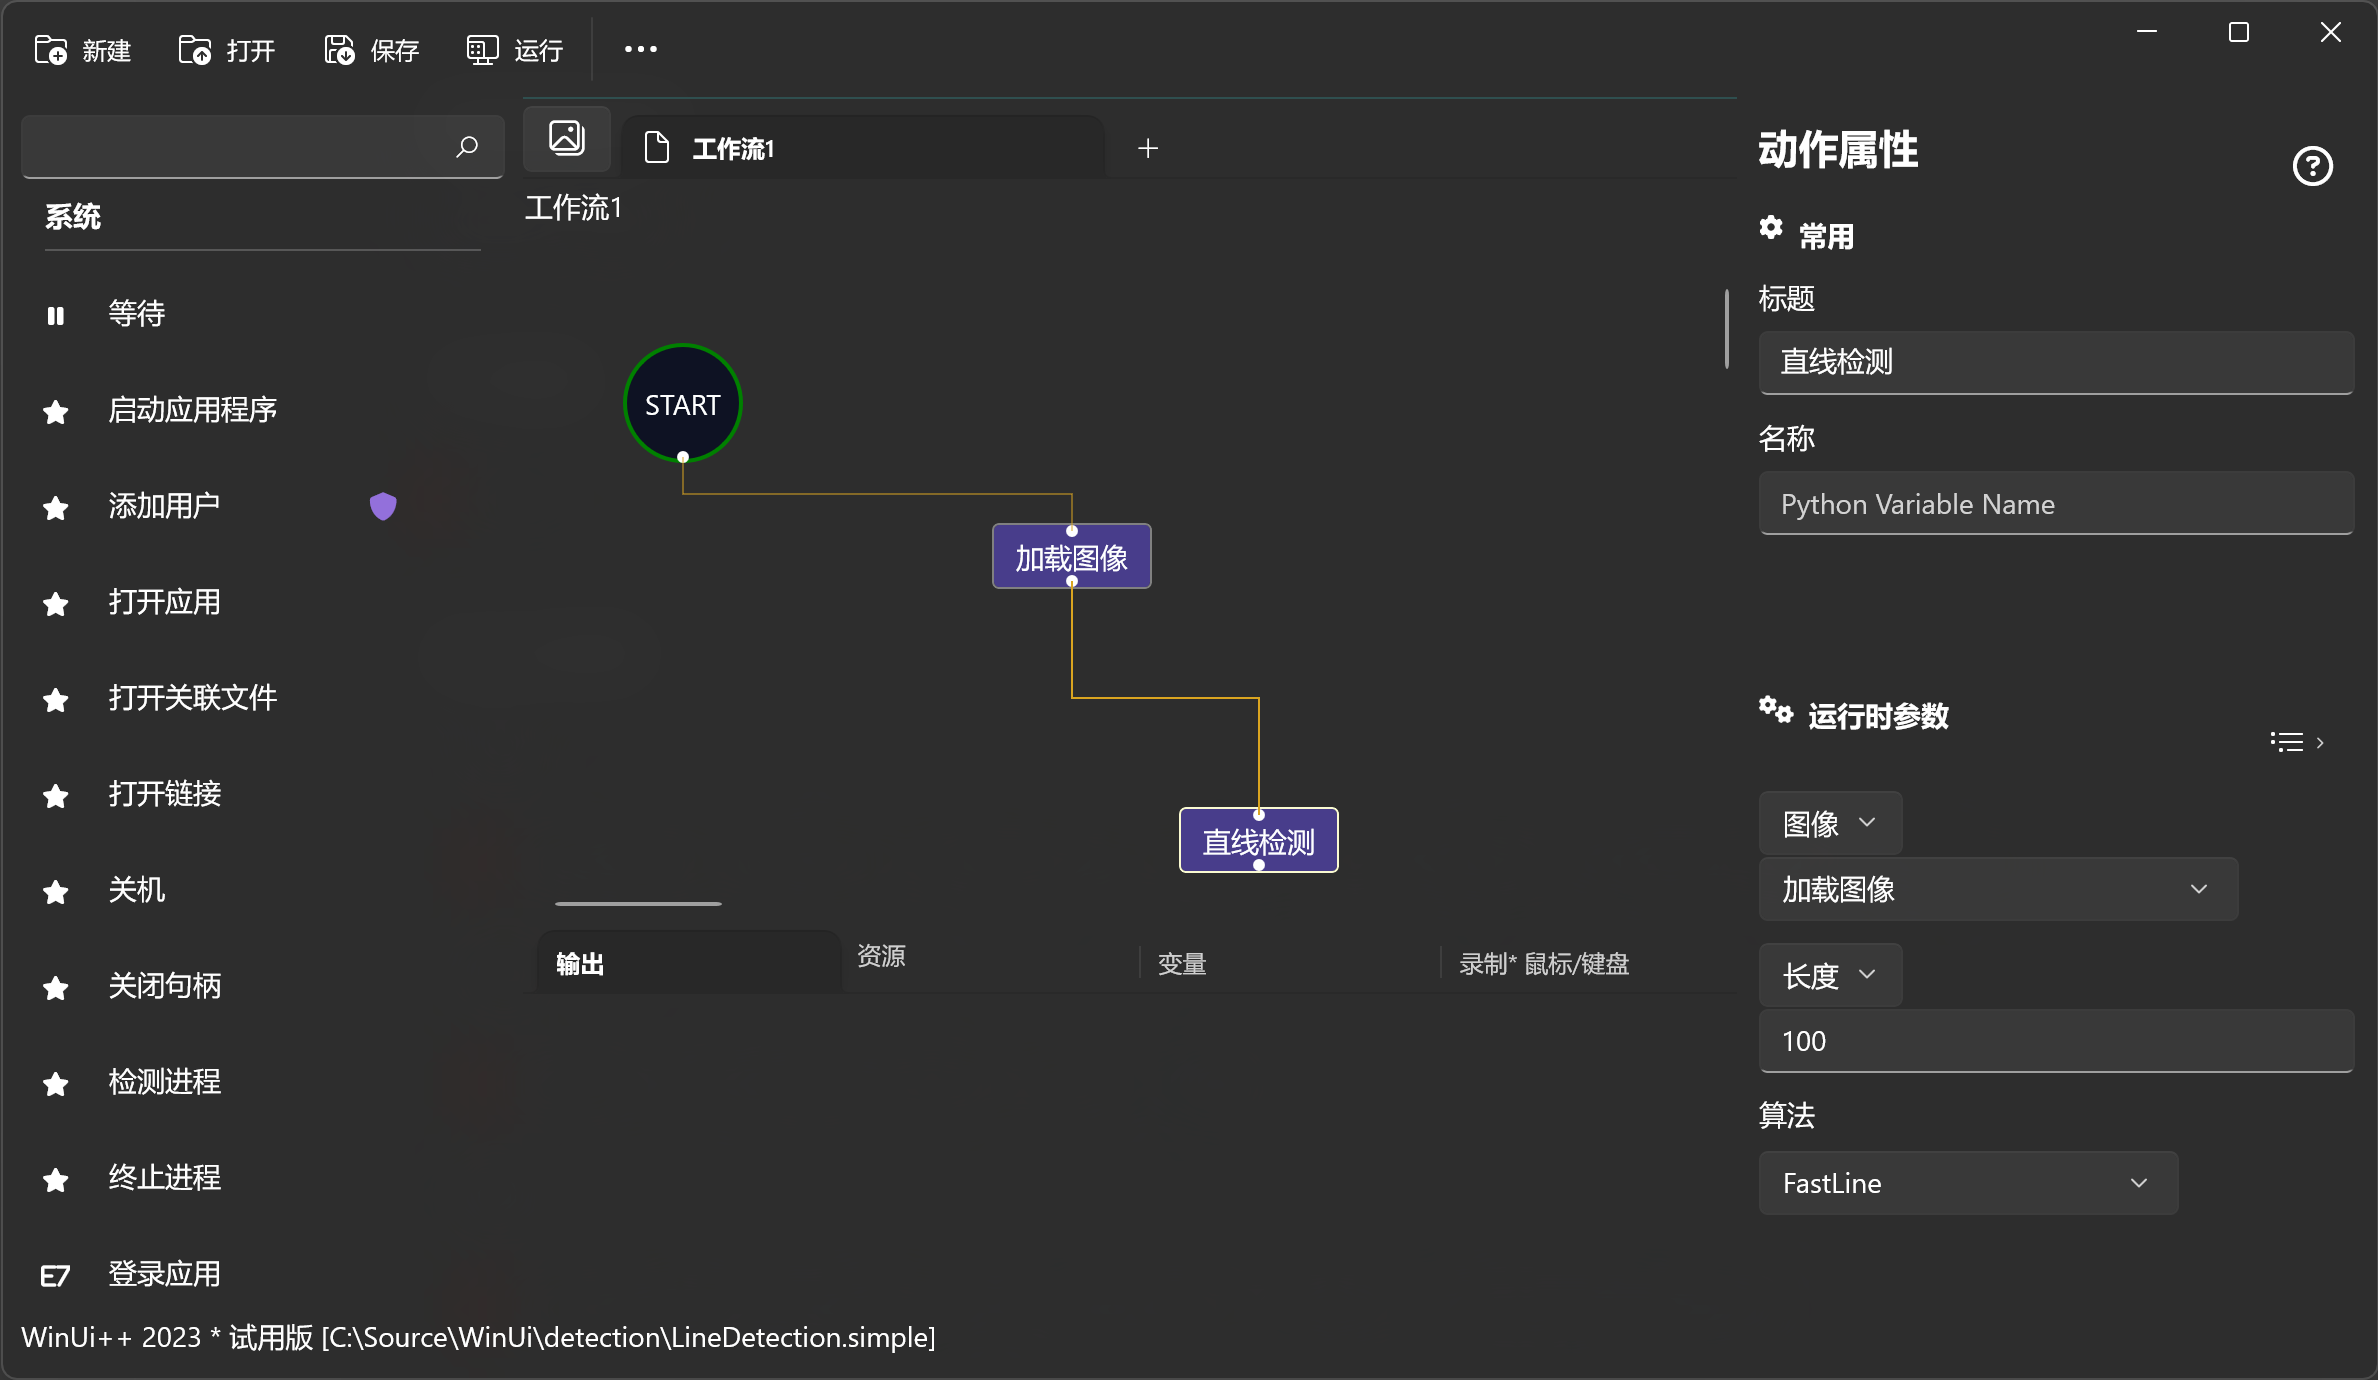 新建 打开 保存 运行
工作流1
工作流1
系统
等待
启动应用程序
添加用户
打开应用
打开关联文件
打开链接
关机
关闭句柄
检测进程
终止进程
E7 登录应用
START
加载图像
直线检测
输出 资源 变量 录制* 鼠标/键盘
动作属性
常用
标题
直线检测
名称
Python Variable Name
运行时参数
图像
加载图像
长度
100
算法
FastLine
WinUi++ 2023 * 试用版 [C:\Source\WinUi\detection\LineDetection.simple]